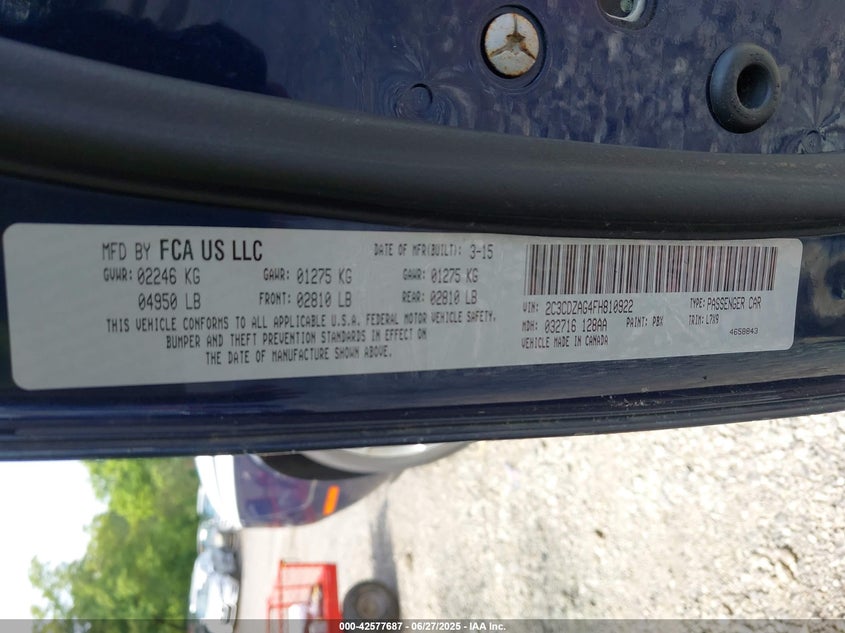 MFD BY FCA US LLC DATE OF MFR(BUILT): 3-15
GVWR: 02246 KG GAWR: 01275 KG GAWR: 01275 KG
04950 LB FRONT: 02810 LB REAR: 02810 LB
THIS VEHICLE CONFORMS TO ALL APPLICABLE U.S.A. FEDERAL MOTOR VEHICLE SAFETY,
BUMPER AND THEFT PREVENTION STANDARDS IN EFFECT ON
THE DATE OF MANUFACTURE SHOWN ABOVE.
VIN: 2C3CDZAG4FH810922 TYPE: PASSENGER CAR
MDH: 032716 128AA PAINT: PBX TRIM: L7X9
VEHICLE MADE IN CANADA 4658843
000-42577687 - 06/27/2025 - IAA Inc.